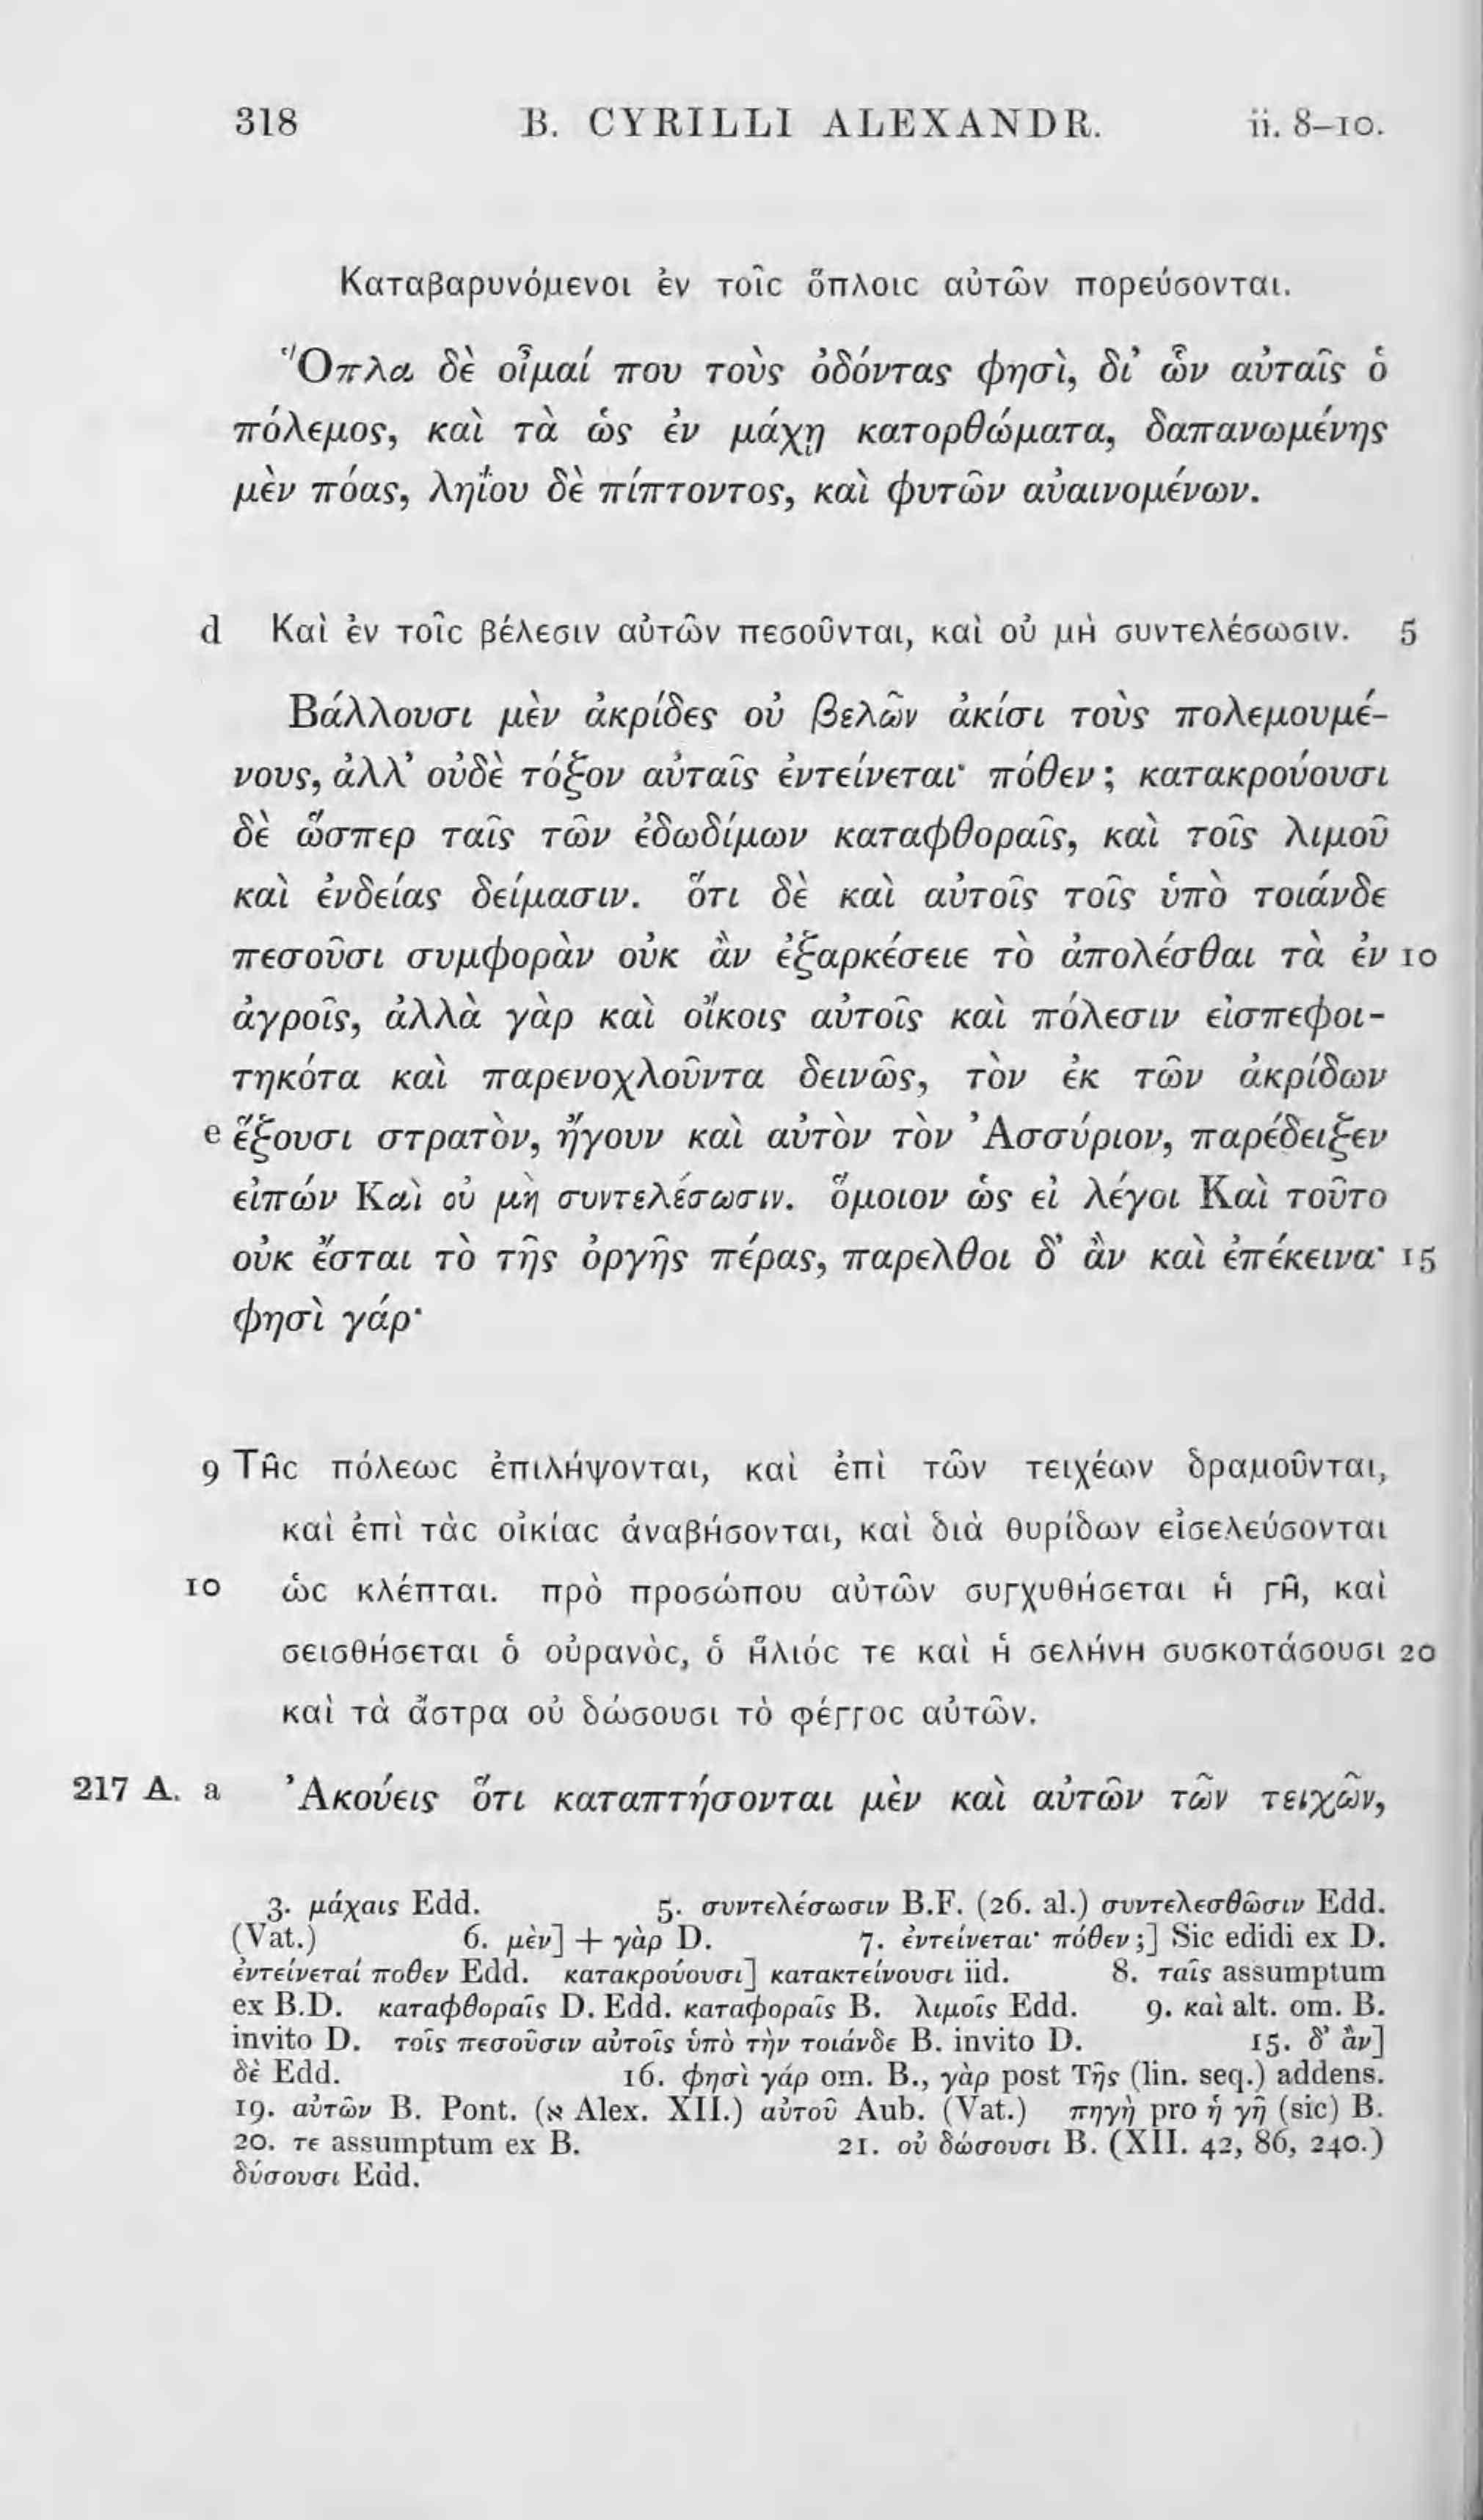 318 B. CYRILLI ALEXANDR. ii. 8–10.
Καταβαρυνόμενοι ἐν τοῖς ὅπλοις αὐτῶν πορεύσονται.
Ὅπλα δὲ οἶμαί που τοὺς ὀδόντας φησὶ, δι’ ὧν αὐταῖς ὁ
πόλεμος, καὶ τὰ ὡς ἐν μάχῃ κατορθώματα, δαπανωμένης
μὲν πόας, ληΐου δὲ πίπτοντος, καὶ φυτῶν αὐαινομένων.
d Καὶ ἐν τοῖς βέλεσιν αὐτῶν πεσοῦνται, καὶ οὐ μὴ συντελέσωσιν. 5
Βάλλουσι μὲν ἀκρίδες οὐ βελῶν ἀκίσι τοὺς πολεμουμέ-
νους, ἀλλ’ οὐδὲ τόξον αὐταῖς ἐντείνεται· πόθεν; κατακρούουσι
δὲ ὥσπερ ταῖς τῶν ἐδωδίμων καταφθοραῖς, καὶ τοῖς λιμοῦ
καὶ ἐνδείας δείμασιν. ὅτι δὲ καὶ αὐτοῖς τοῖς ὑπὸ τοιάνδε
πεσοῦσι συμφορὰν οὐκ ἂν ἐξαρκέσειε τὸ ἀπολέσθαι τὰ ἐν 10
ἀγροῖς, ἀλλὰ γὰρ καὶ οἴκοις αὐτοῖς καὶ πόλεσιν εἰσπεφοι-
τηκότα καὶ παρενοχλοῦντα δεινῶς, τὸν ἐκ τῶν ἀκρίδων
e ἕξουσι στρατὸν, ἤγουν καὶ αὐτὸν τὸν Ἀσσύριον, παρέδειξεν
εἰπών Καὶ οὐ μὴ συντελέσωσιν. ὅμοιον ὡς εἰ λέγοι Καὶ τοῦτο
οὐκ ἔσται τὸ τῆς ὀργῆς πέρας, παρελθοι δ’ ἂν καὶ ἐπέκεινα· 15
φησὶ γάρ·
9 Τῆς πόλεως ἐπιλήψονται, καὶ ἐπὶ τῶν τειχέων δραμοῦνται,
καὶ ἐπὶ τὰς οἰκίας ἀναβήσονται, καὶ διὰ θυρίδων εἰσελεύσονται
10 ὡς κλέπται. πρὸ προσώπου αὐτῶν συγχυθήσεται ἡ γῆ, καὶ
σεισθήσεται ὁ οὐρανὸς, ὁ ἥλιός τε καὶ ἡ σελήνη συσκοτάσουσι 20
καὶ τὰ ἄστρα οὐ δώσουσι τὸ φέγγος αὐτῶν.
217 A. a Ἀκούεις ὅτι καταπτήσονται μὲν καὶ αὐτῶν τῶν τειχῶν,
3. μάχαις Edd. 5. συντελέσωσιν B.F. (26. al.) συντελεσθῶσιν Edd.
(Vat.) 6. μὲν] + γὰρ D. 7. ἐντείνεται· πόθεν;] Sic edidi ex D.
ἐντείνεταί ποθεν Edd. κατακρούουσι] κατακτείνουσι iid. 8. ταῖς assumptum
ex B.D. καταφθοραῖς D. Edd. καταφοραῖς B. λιμοῖς Edd. 9. καὶ alt. om. B.
invito D. τοῖς πεσοῦσιν αὐτοῖς ὑπὸ τὴν τοιάνδε B. invito D. 15. δ’ ἂν]
δὲ Edd. 16. φησὶ γάρ om. B., γὰρ post Τῆς (lin. seq.) addens.
19. αὐτῶν B. Pont. (א Alex. XII.) αὐτοῦ Aub. (Vat.) πηγὴ pro ἡ γῆ (sic) B.
20. τε assumptum ex B. 21. οὐ δώσουσι B. (XII. 42, 86, 240.)
δύσουσι Edd.